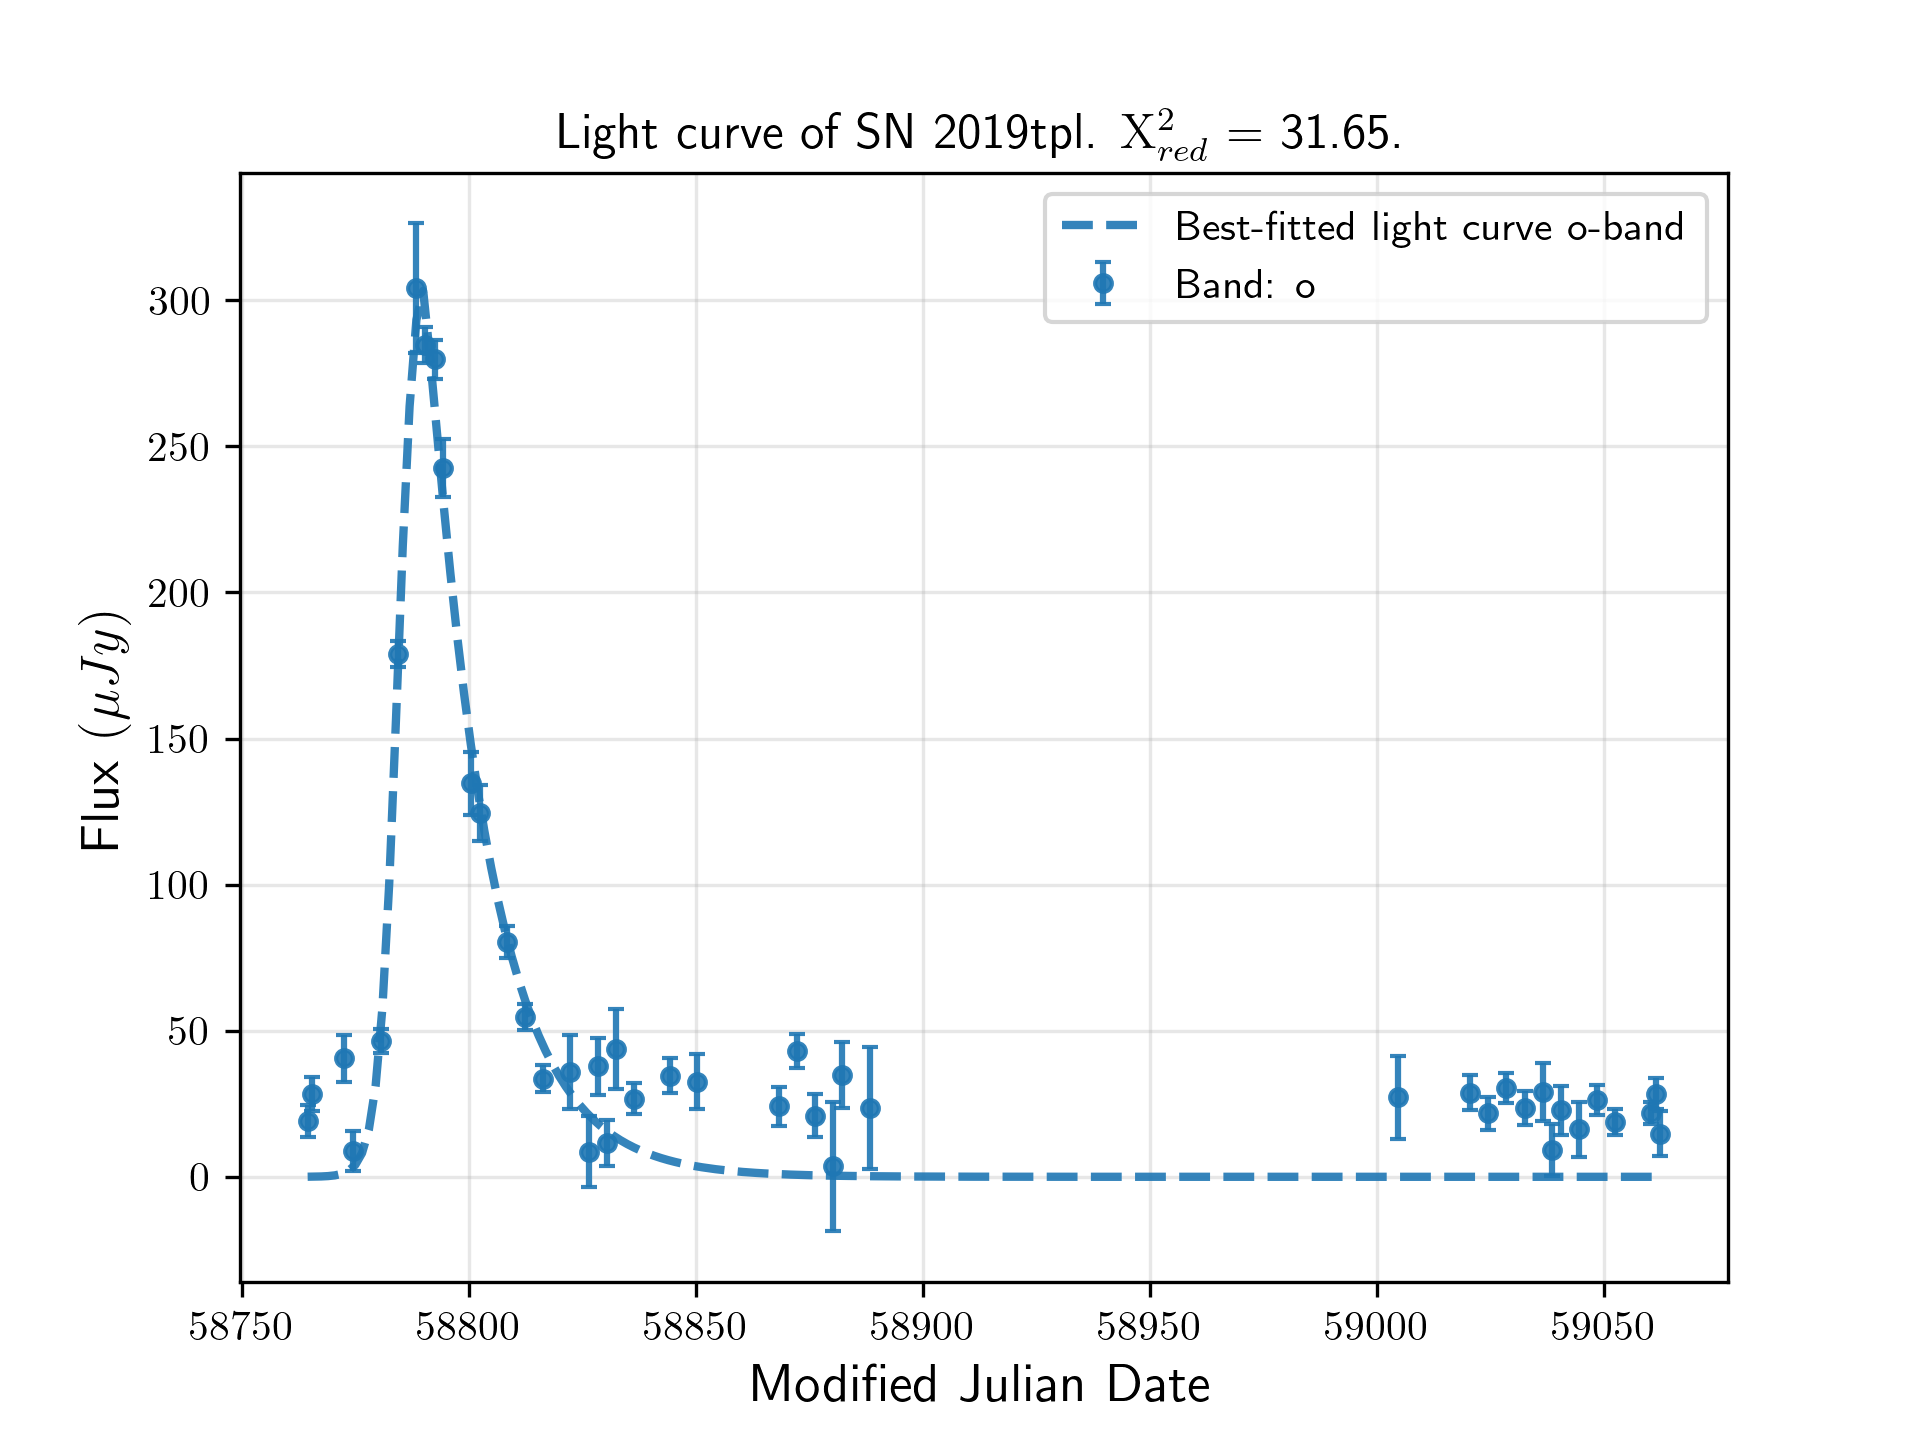 Light curve of SN 2019tpl. X²_red = 31.65.
Best-fitted light curve o-band
Band: o
Flux (μJy)
300
250
200
150
100
50
0
58750 58800 58850 58900 58950 59000 59050
Modified Julian Date